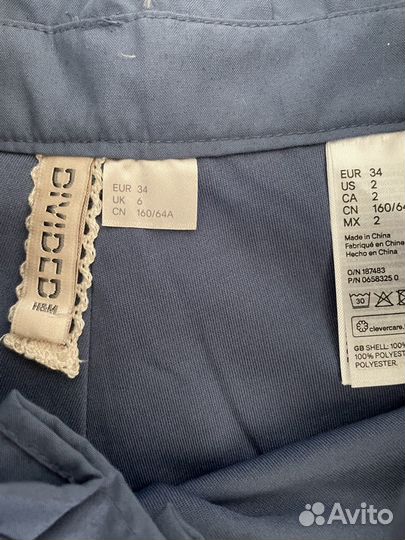 DIVIDED
H&M
EUR 34
UK 6
CN 160/64A
EUR 34
US 2
CA 2
CN 160/64
MX 2
Made in China
Fabriqué en Chine
Hecho en China
O/N 187483
P/N 0658325 0
30
clevercare.
GB SHELL: 100%
100% POLYESTER
POLYESTER.
Avito